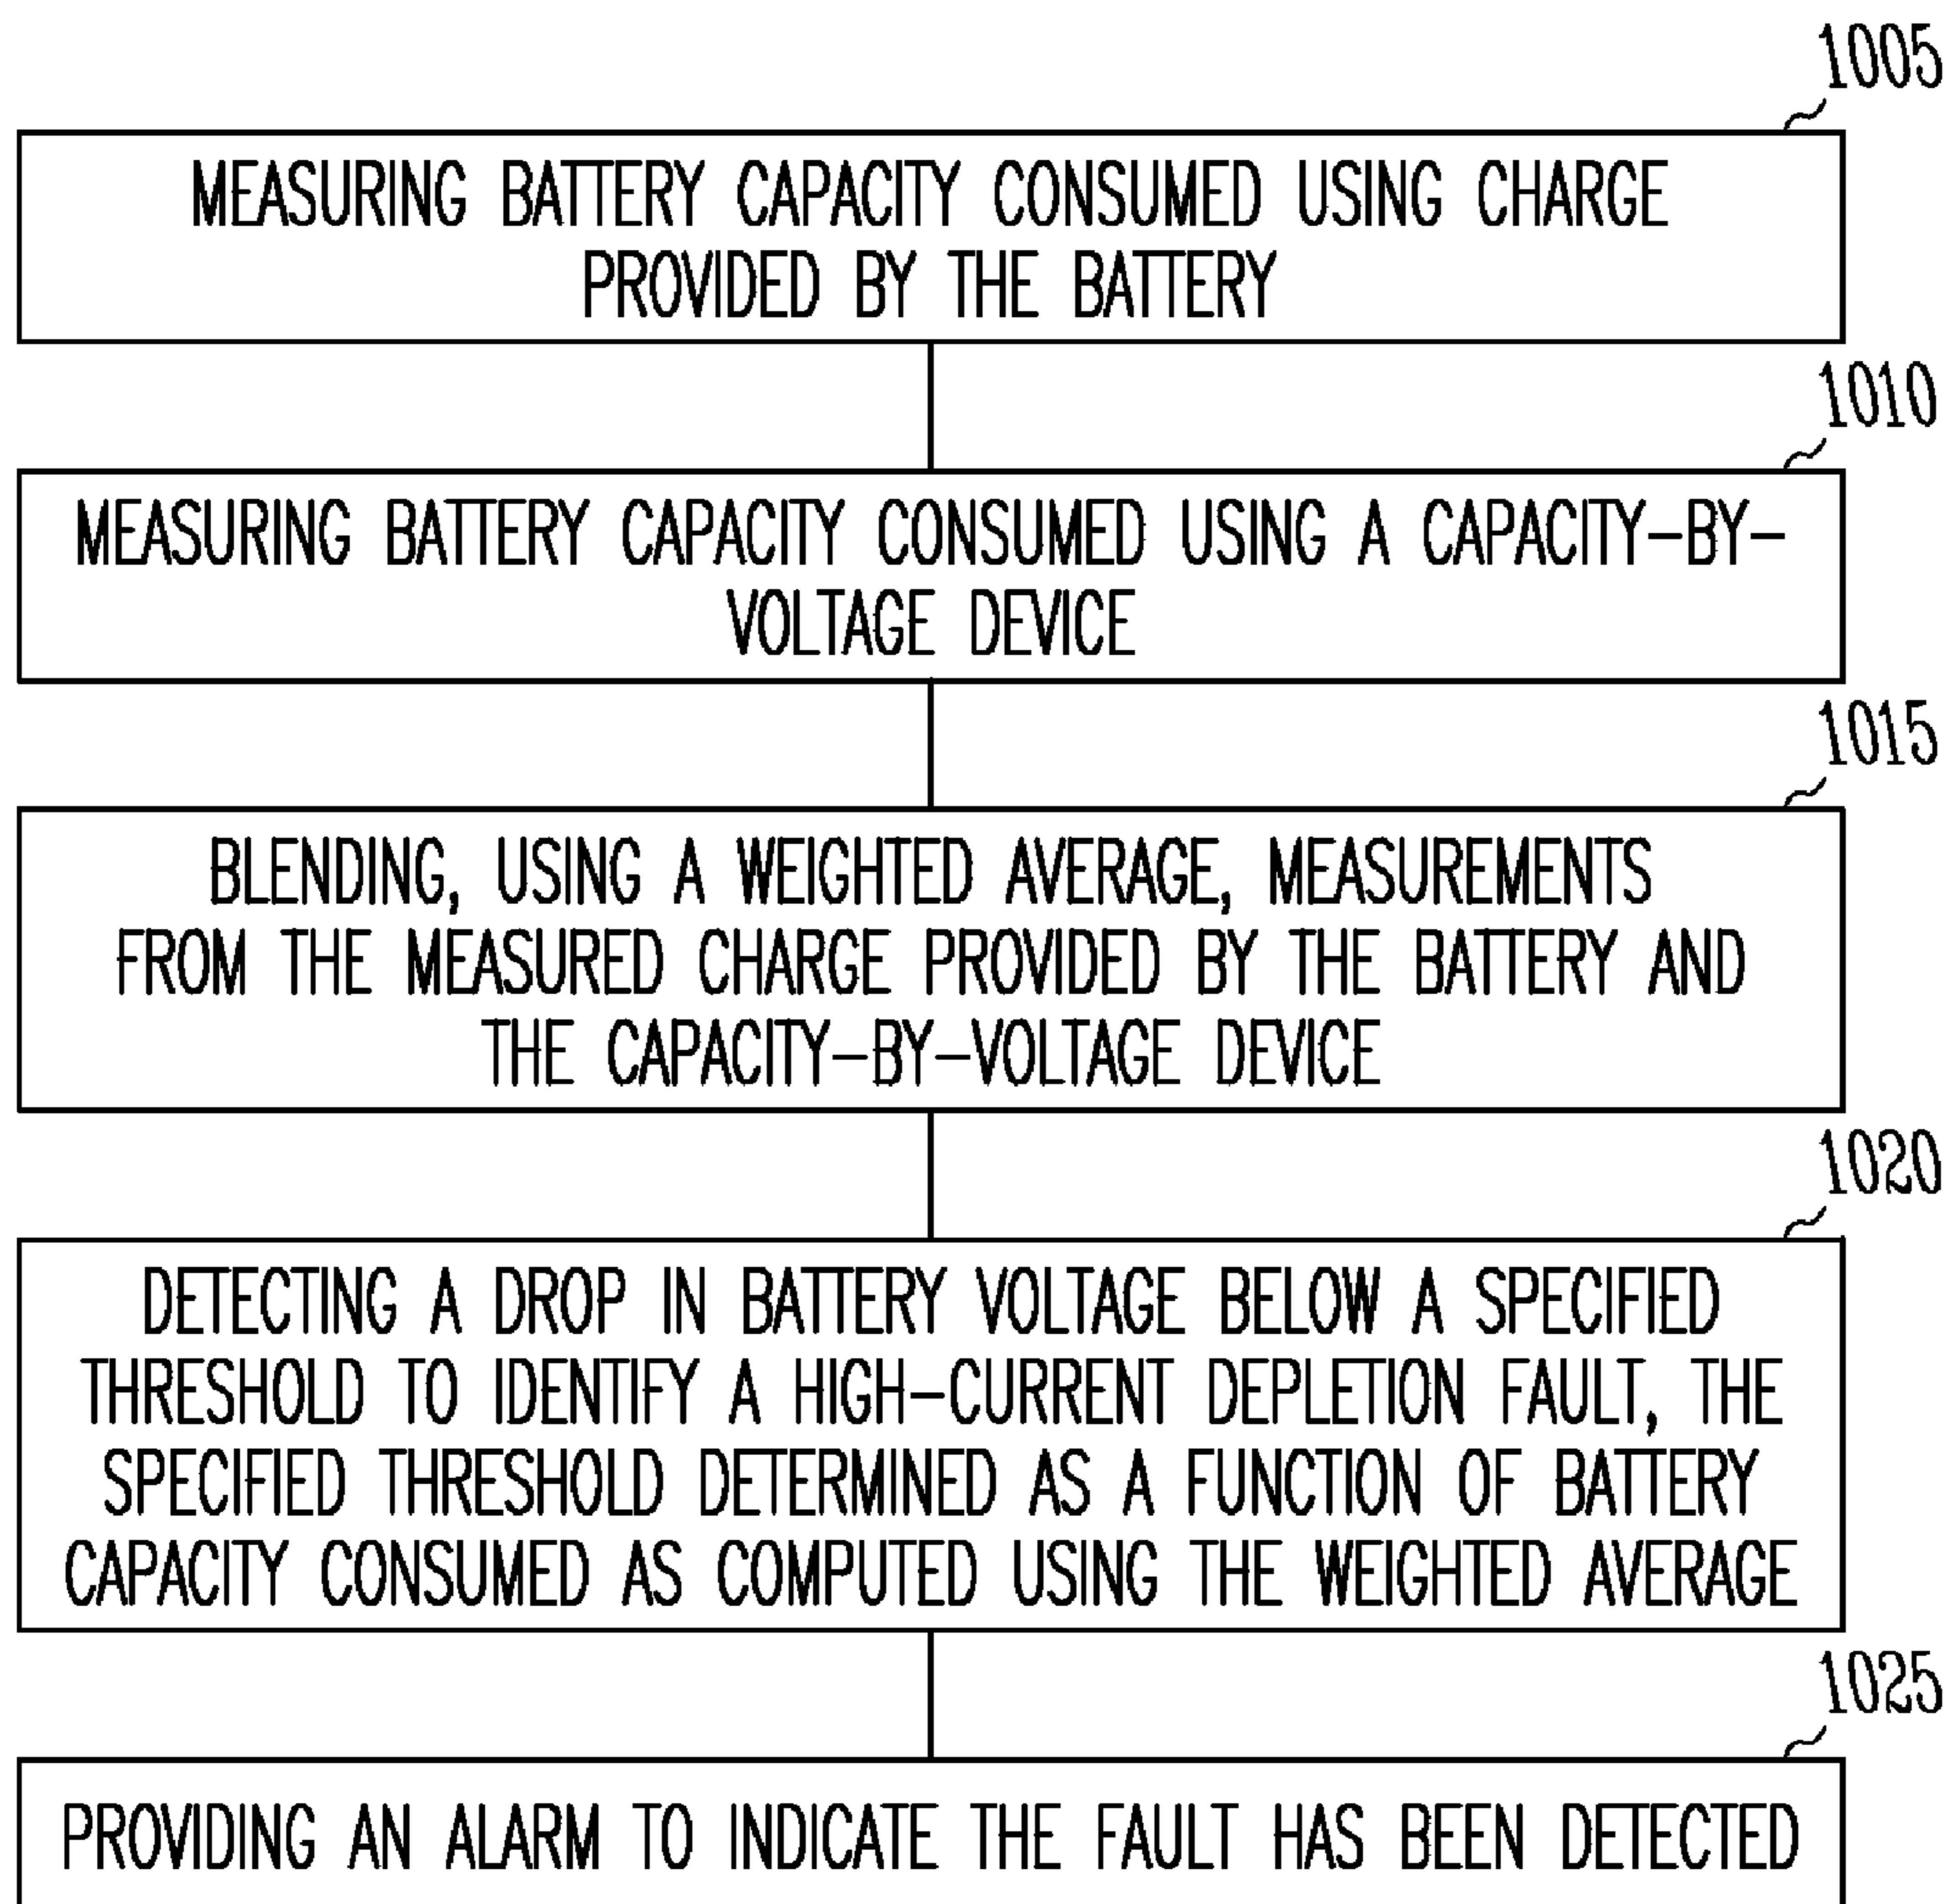 1005
MEASURING BATTERY CAPACITY CONSUMED USING CHARGE
PROVIDED BY THE BATTERY
1010
MEASURING BATTERY CAPACITY CONSUMED USING A CAPACITY-BY-
VOLTAGE DEVICE
1015
BLENDING, USING A WEIGHTED AVERAGE, MEASUREMENTS
FROM THE MEASURED CHARGE PROVIDED BY THE BATTERY AND
THE CAPACITY-BY-VOLTAGE DEVICE
1020
DETECTING A DROP IN BATTERY VOLTAGE BELOW A SPECIFIED
THRESHOLD TO IDENTIFY A HIGH-CURRENT DEPLETION FAULT, THE
SPECIFIED THRESHOLD DETERMINED AS A FUNCTION OF BATTERY
CAPACITY CONSUMED AS COMPUTED USING THE WEIGHTED AVERAGE
1025
PROVIDING AN ALARM TO INDICATE THE FAULT HAS BEEN DETECTED